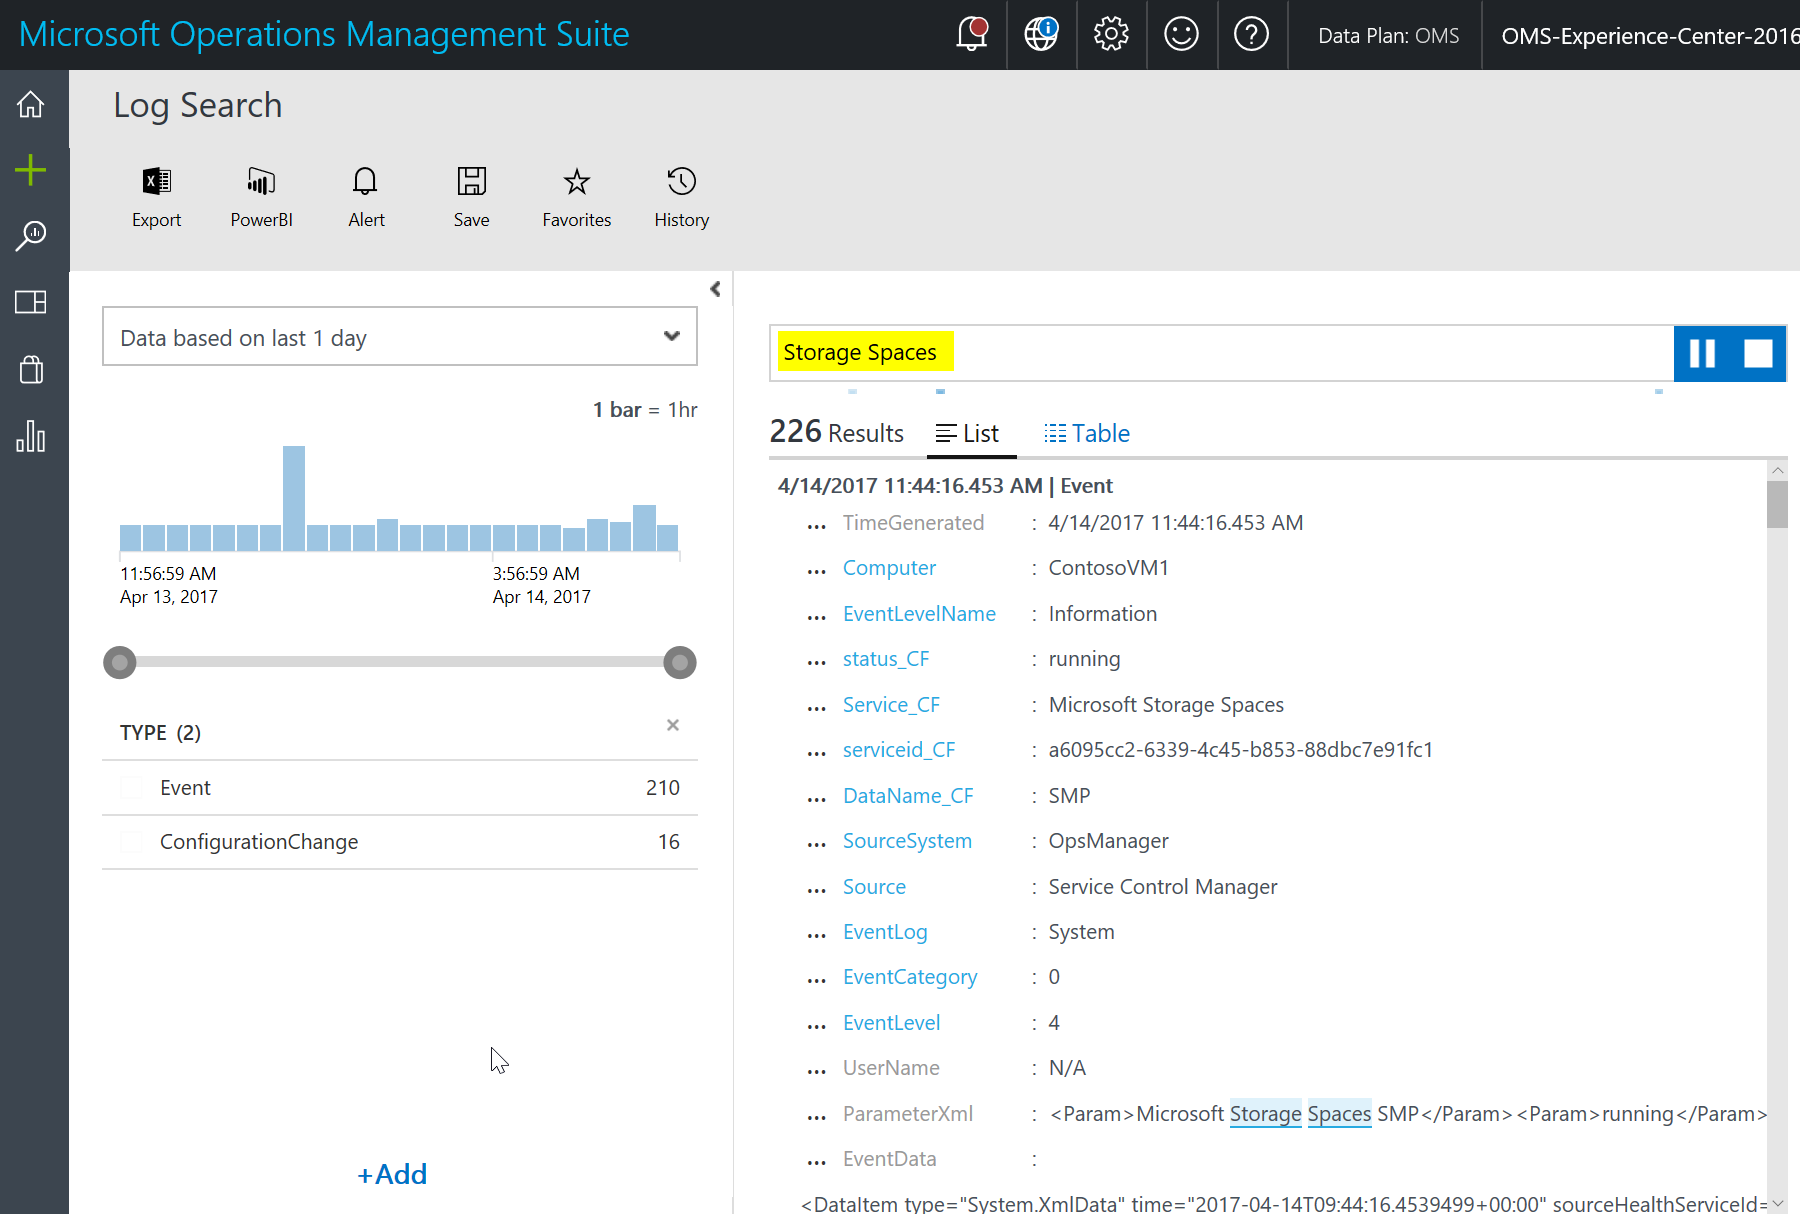 Microsoft Operations Management Suite
Data Plan: OMS
OMS-Experience-Center-2016
Log Search
Export
PowerBI
Alert
Save
Favorites
History
Data based on last 1 day
1 bar = 1hr
11:56:59 AM
Apr 13, 2017
3:56:59 AM
Apr 14, 2017
TYPE (2)
Event 210
ConfigurationChange 16
+Add
Storage Spaces
226 Results
List
Table
4/14/2017 11:44:16.453 AM | Event
... TimeGenerated : 4/14/2017 11:44:16.453 AM
... Computer : ContosoVM1
... EventLevelName : Information
... status_CF : running
... Service_CF : Microsoft Storage Spaces
... serviceid_CF : a6095cc2-6339-4c45-b853-88dbc7e91fc1
... DataName_CF : SMP
... SourceSystem : OpsManager
... Source : Service Control Manager
... EventLog : System
... EventCategory : 0
... EventLevel : 4
... UserName : N/A
... ParameterXml : <Param>Microsoft Storage Spaces SMP</Param><Param>running</Param>
... EventData :
<DataItem type="System.XmlData" time="2017-04-14T09:44:16.4539499+00:00" sourceHealthServiceId=